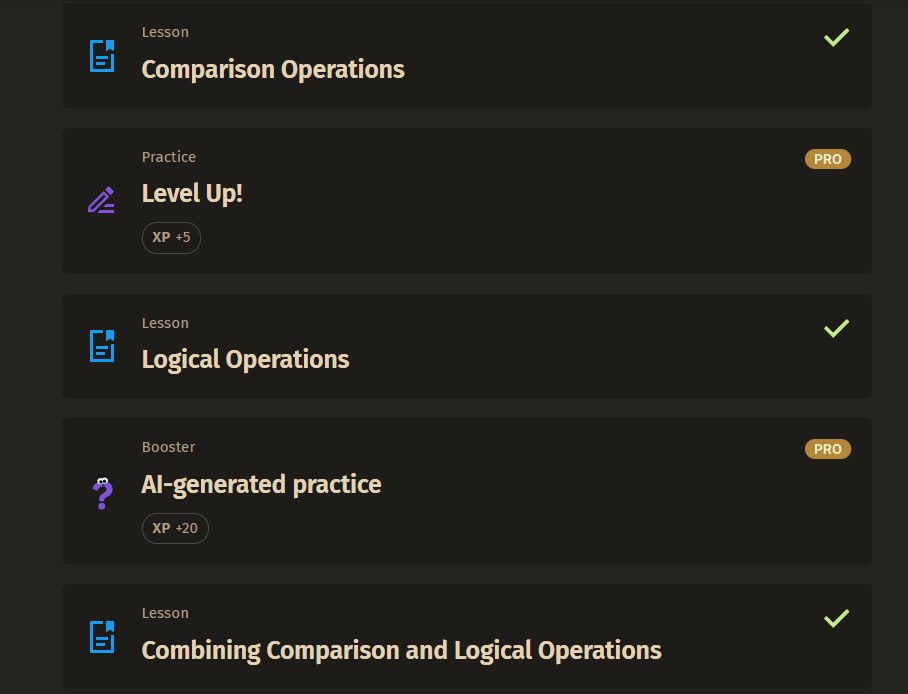 Lesson
Comparison Operations
Practice
PRO
Level Up!
XP +5
Lesson
Logical Operations
Booster
PRO
AI-generated practice
XP +20
Lesson
Combining Comparison and Logical Operations